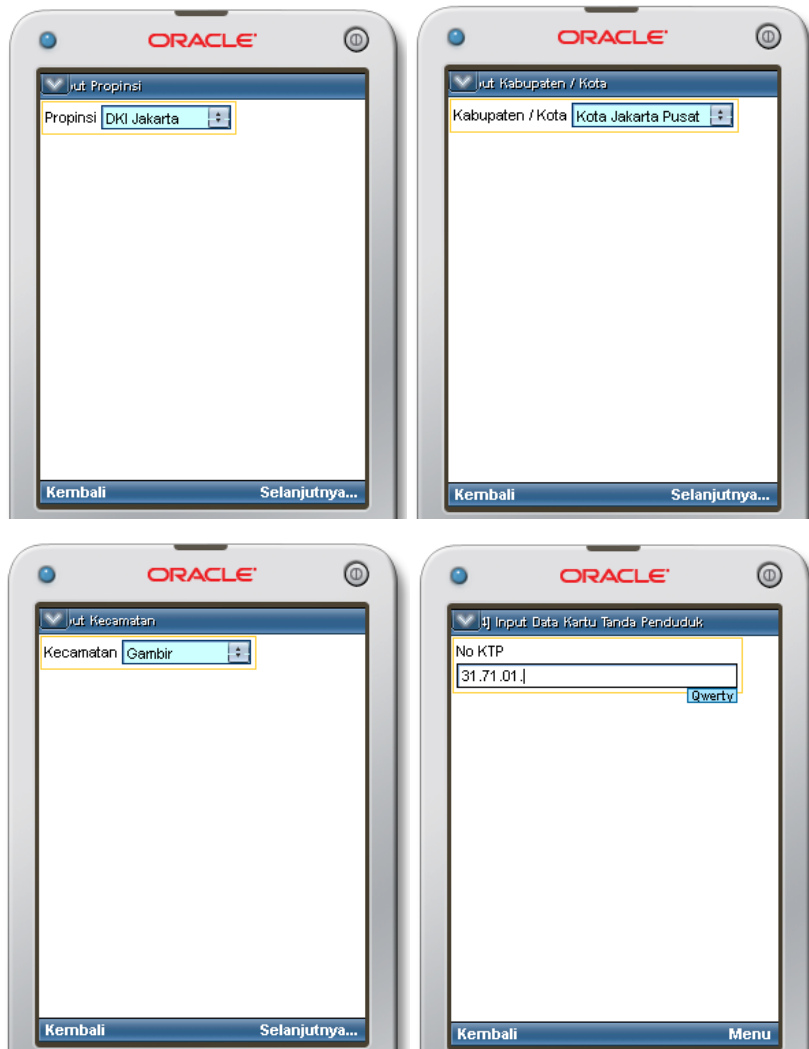 ORACLE
ut Propinsi
Propinsi DKI Jakarta
Kembali Selanjutnya...
ORACLE
ut Kabupaten / Kota
Kabupaten / Kota Kota Jakarta Pusat
Kembali Selanjutnya...
ORACLE
ut Kecamatan
Kecamatan Gambir
Kembali Selanjutnya...
ORACLE
4] Input Data Kartu Tanda Penduduk
No KTP
31.71.01.
Qwerty
Kembali Menu